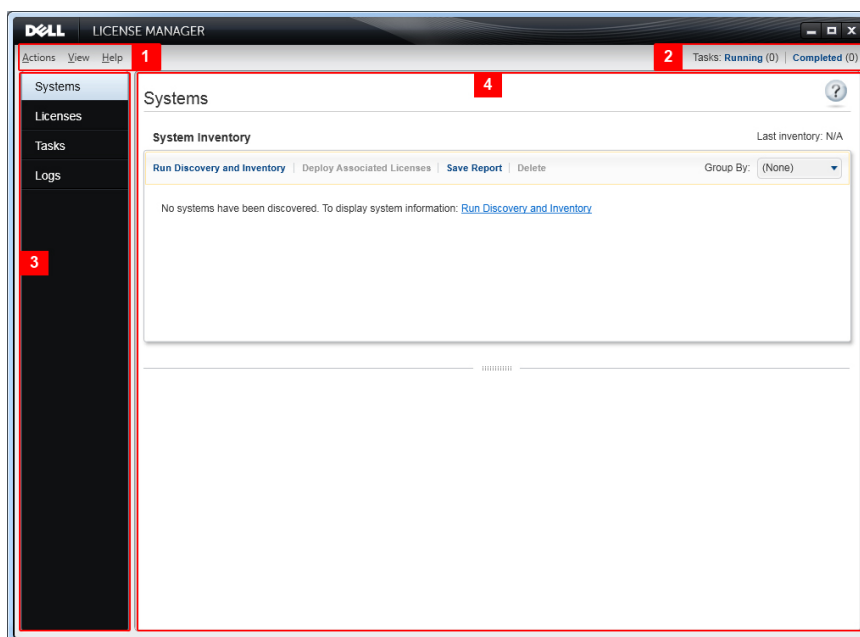 DELL LICENSE MANAGER
Actions View Help 1 2 Tasks: Running (0) | Completed (0)
Systems
Licenses
Tasks
Logs
3
4
Systems
?
System Inventory Last inventory: N/A
Run Discovery and Inventory | Deploy Associated Licenses | Save Report | Delete Group By: (None)
No systems have been discovered. To display system information: Run Discovery and Inventory